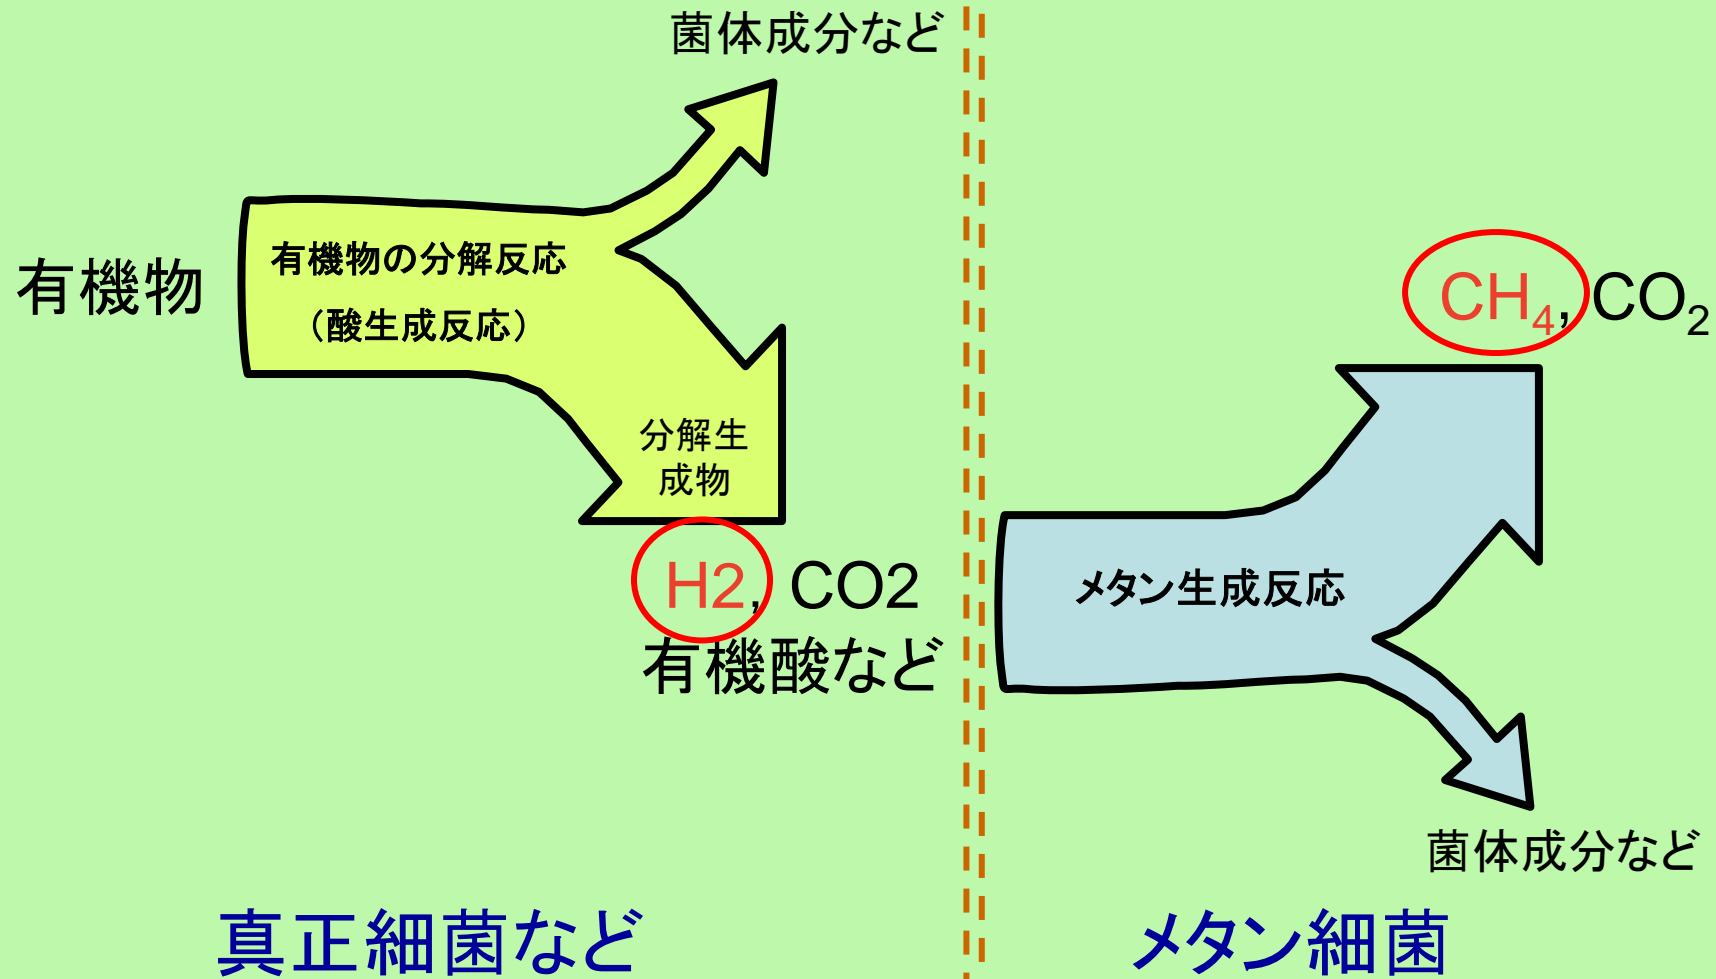 菌体成分など
有機物
有機物の分解反応
（酸生成反応）
分解生
成物
H2, CO2
有機酸など
真正細菌など
CH₄, CO₂
メタン生成反応
菌体成分など
メタン細菌